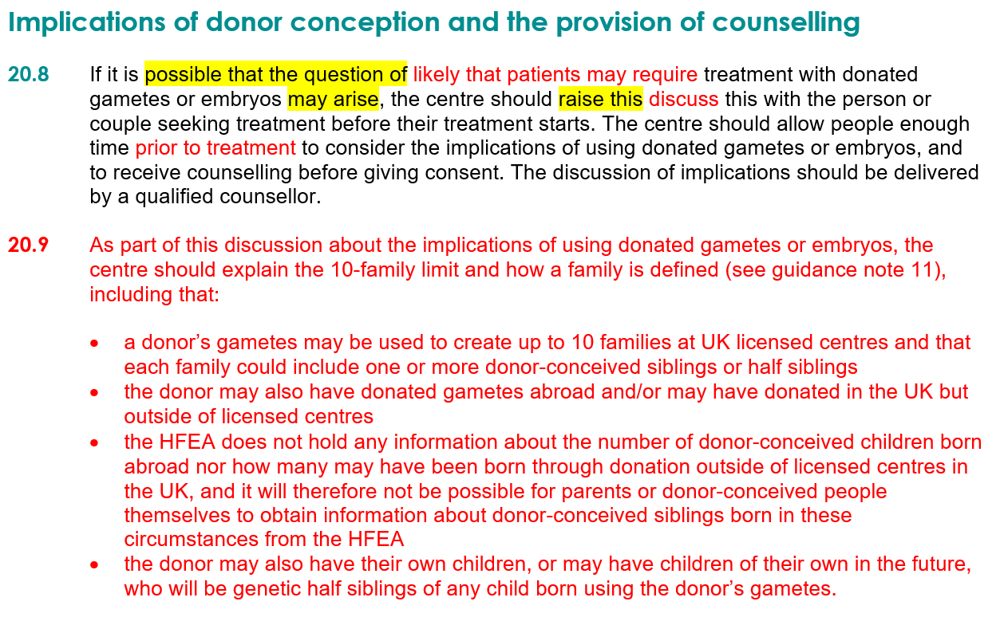 Implications of donor conception and the provision of counselling
20.8 If it is possible that the question of likely that patients may require treatment with donated
gametes or embryos may arise, the centre should raise this discuss this with the person or
couple seeking treatment before their treatment starts. The centre should allow people enough
time prior to treatment to consider the implications of using donated gametes or embryos, and
to receive counselling before giving consent. The discussion of implications should be delivered
by a qualified counsellor.
20.9 As part of this discussion about the implications of using donated gametes or embryos, the
centre should explain the 10-family limit and how a family is defined (see guidance note 11),
including that:
• a donor’s gametes may be used to create up to 10 families at UK licensed centres and that
each family could include one or more donor-conceived siblings or half siblings
• the donor may also have donated gametes abroad and/or may have donated in the UK but
outside of licensed centres
• the HFEA does not hold any information about the number of donor-conceived children born
abroad nor how many may have been born through donation outside of licensed centres in
the UK, and it will therefore not be possible for parents or donor-conceived people
themselves to obtain information about donor-conceived siblings born in these
circumstances from the HFEA
• the donor may also have their own children, or may have children of their own in the future,
who will be genetic half siblings of any child born using the donor’s gametes.